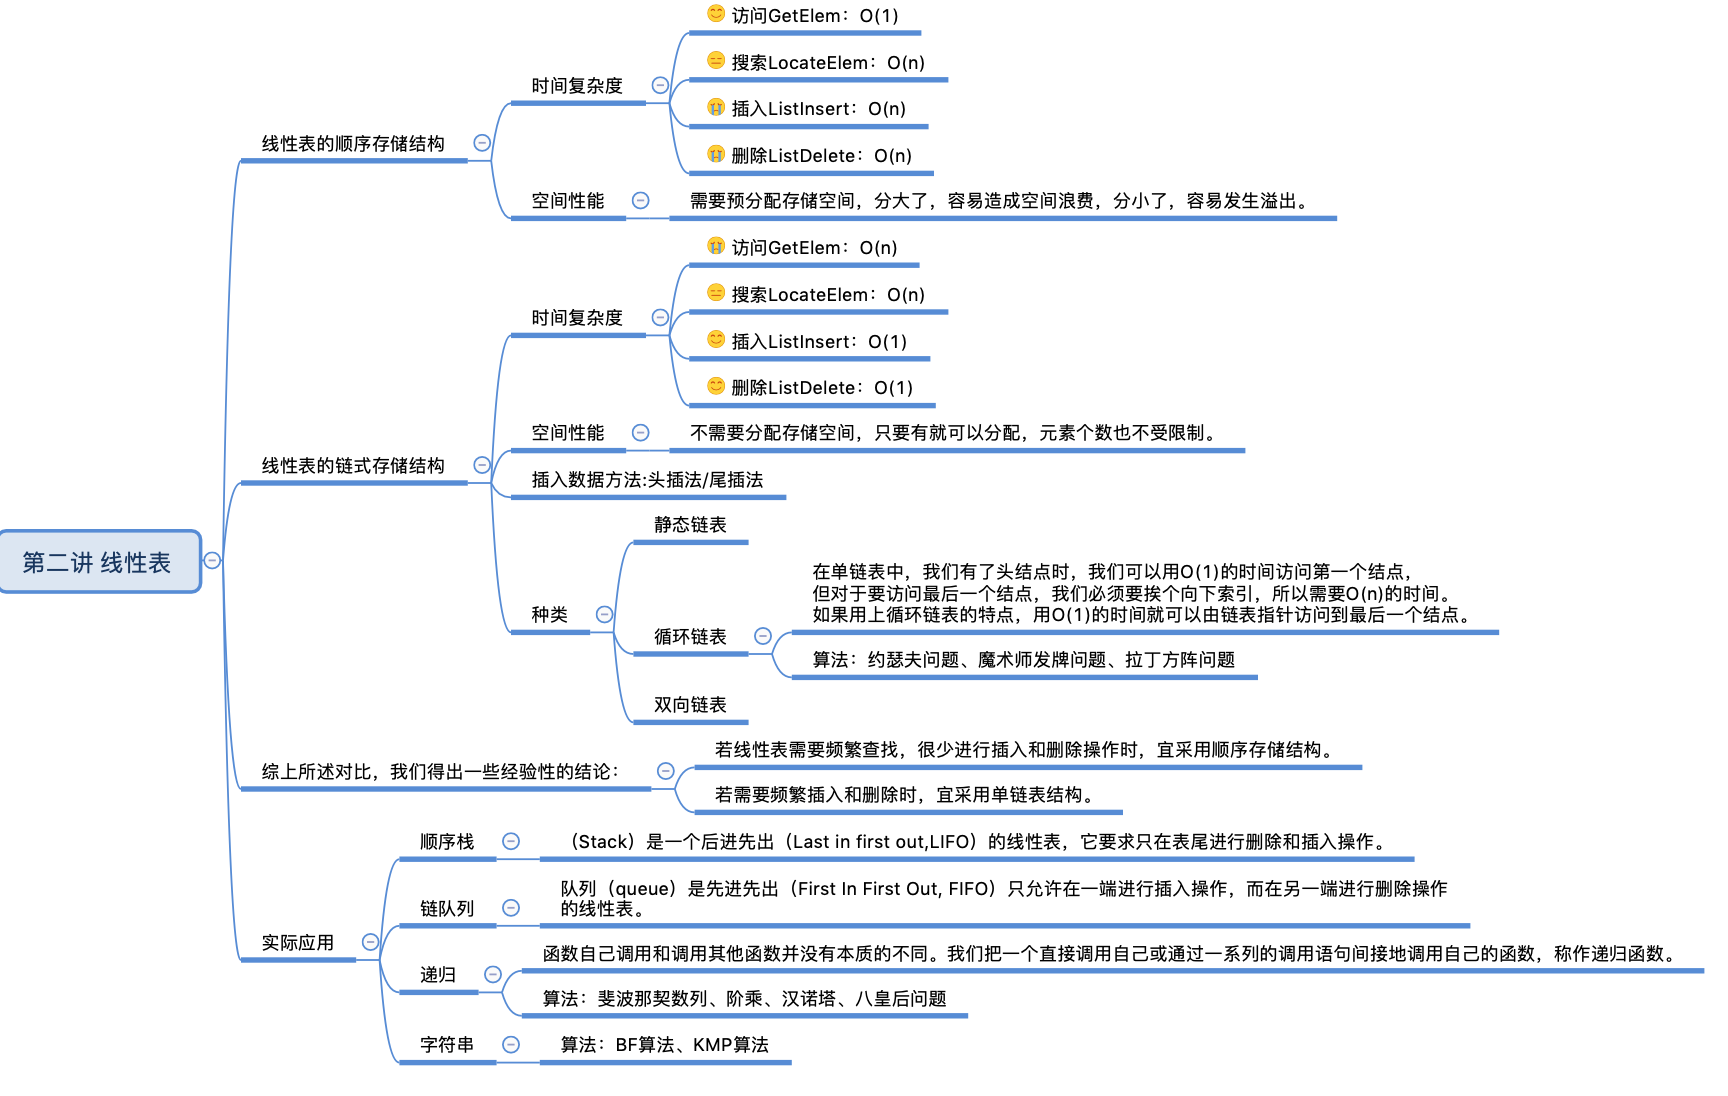 第二讲 线性表
线性表的顺序存储结构
时间复杂度
访问GetElem：O(1)
搜索LocateElem：O(n)
插入ListInsert：O(n)
删除ListDelete：O(n)
空间性能
需要预分配存储空间，分大了，容易造成空间浪费，分小了，容易发生溢出。
线性表的链式存储结构
时间复杂度
访问GetElem：O(n)
搜索LocateElem：O(n)
插入ListInsert：O(1)
删除ListDelete：O(1)
空间性能
不需要分配存储空间，只要有就可以分配，元素个数也不受限制。
插入数据方法:头插法/尾插法
种类
静态链表
循环链表
在单链表中，我们有了头结点时，我们可以用O(1)的时间访问第一个结点，
但对于要访问最后一个结点，我们必须要挨个向下索引，所以需要O(n)的时间。
如果用上循环链表的特点，用O(1)的时间就可以由链表指针访问到最后一个结点。
算法：约瑟夫问题、魔术师发牌问题、拉丁方阵问题
双向链表
综上所述对比，我们得出一些经验性的结论：
若线性表需要频繁查找，很少进行插入和删除操作时，宜采用顺序存储结构。
若需要频繁插入和删除时，宜采用单链表结构。
实际应用
顺序栈
（Stack）是一个后进先出（Last in first out,LIFO）的线性表，它要求只在表尾进行删除和插入操作。
链队列
队列（queue）是先进先出（First In First Out, FIFO）只允许在一端进行插入操作，而在另一端进行删除操作
的线性表。
递归
函数自己调用和调用其他函数并没有本质的不同。我们把一个直接调用自己或通过一系列的调用语句间接地调用自己的函数，称作递归函数。
算法：斐波那契数列、阶乘、汉诺塔、八皇后问题
字符串
算法：BF算法、KMP算法